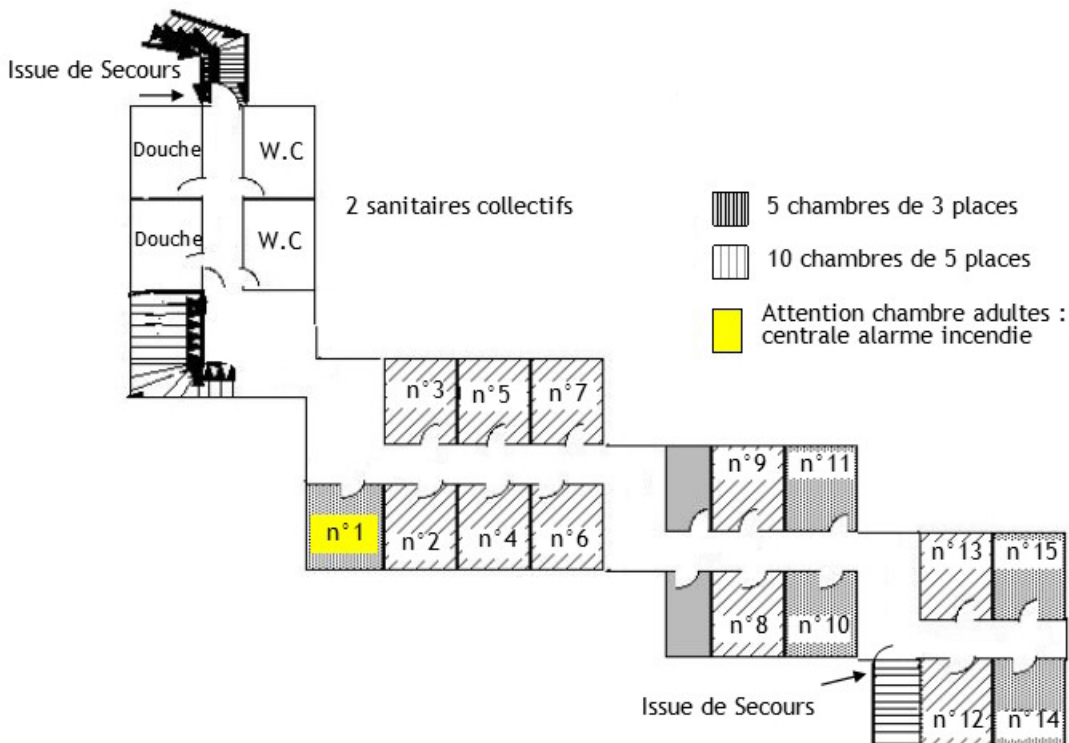 Issue de Secours
Douche
W.C
Douche
W.C
2 sanitaires collectifs
5 chambres de 3 places
10 chambres de 5 places
Attention chambre adultes :
centrale alarme incendie
n°3
n°5
n°7
n°1
n°2
n°4
n°6
n°9
n°11
n°8
n°10
n°13
n°15
n°12
n°14
Issue de Secours